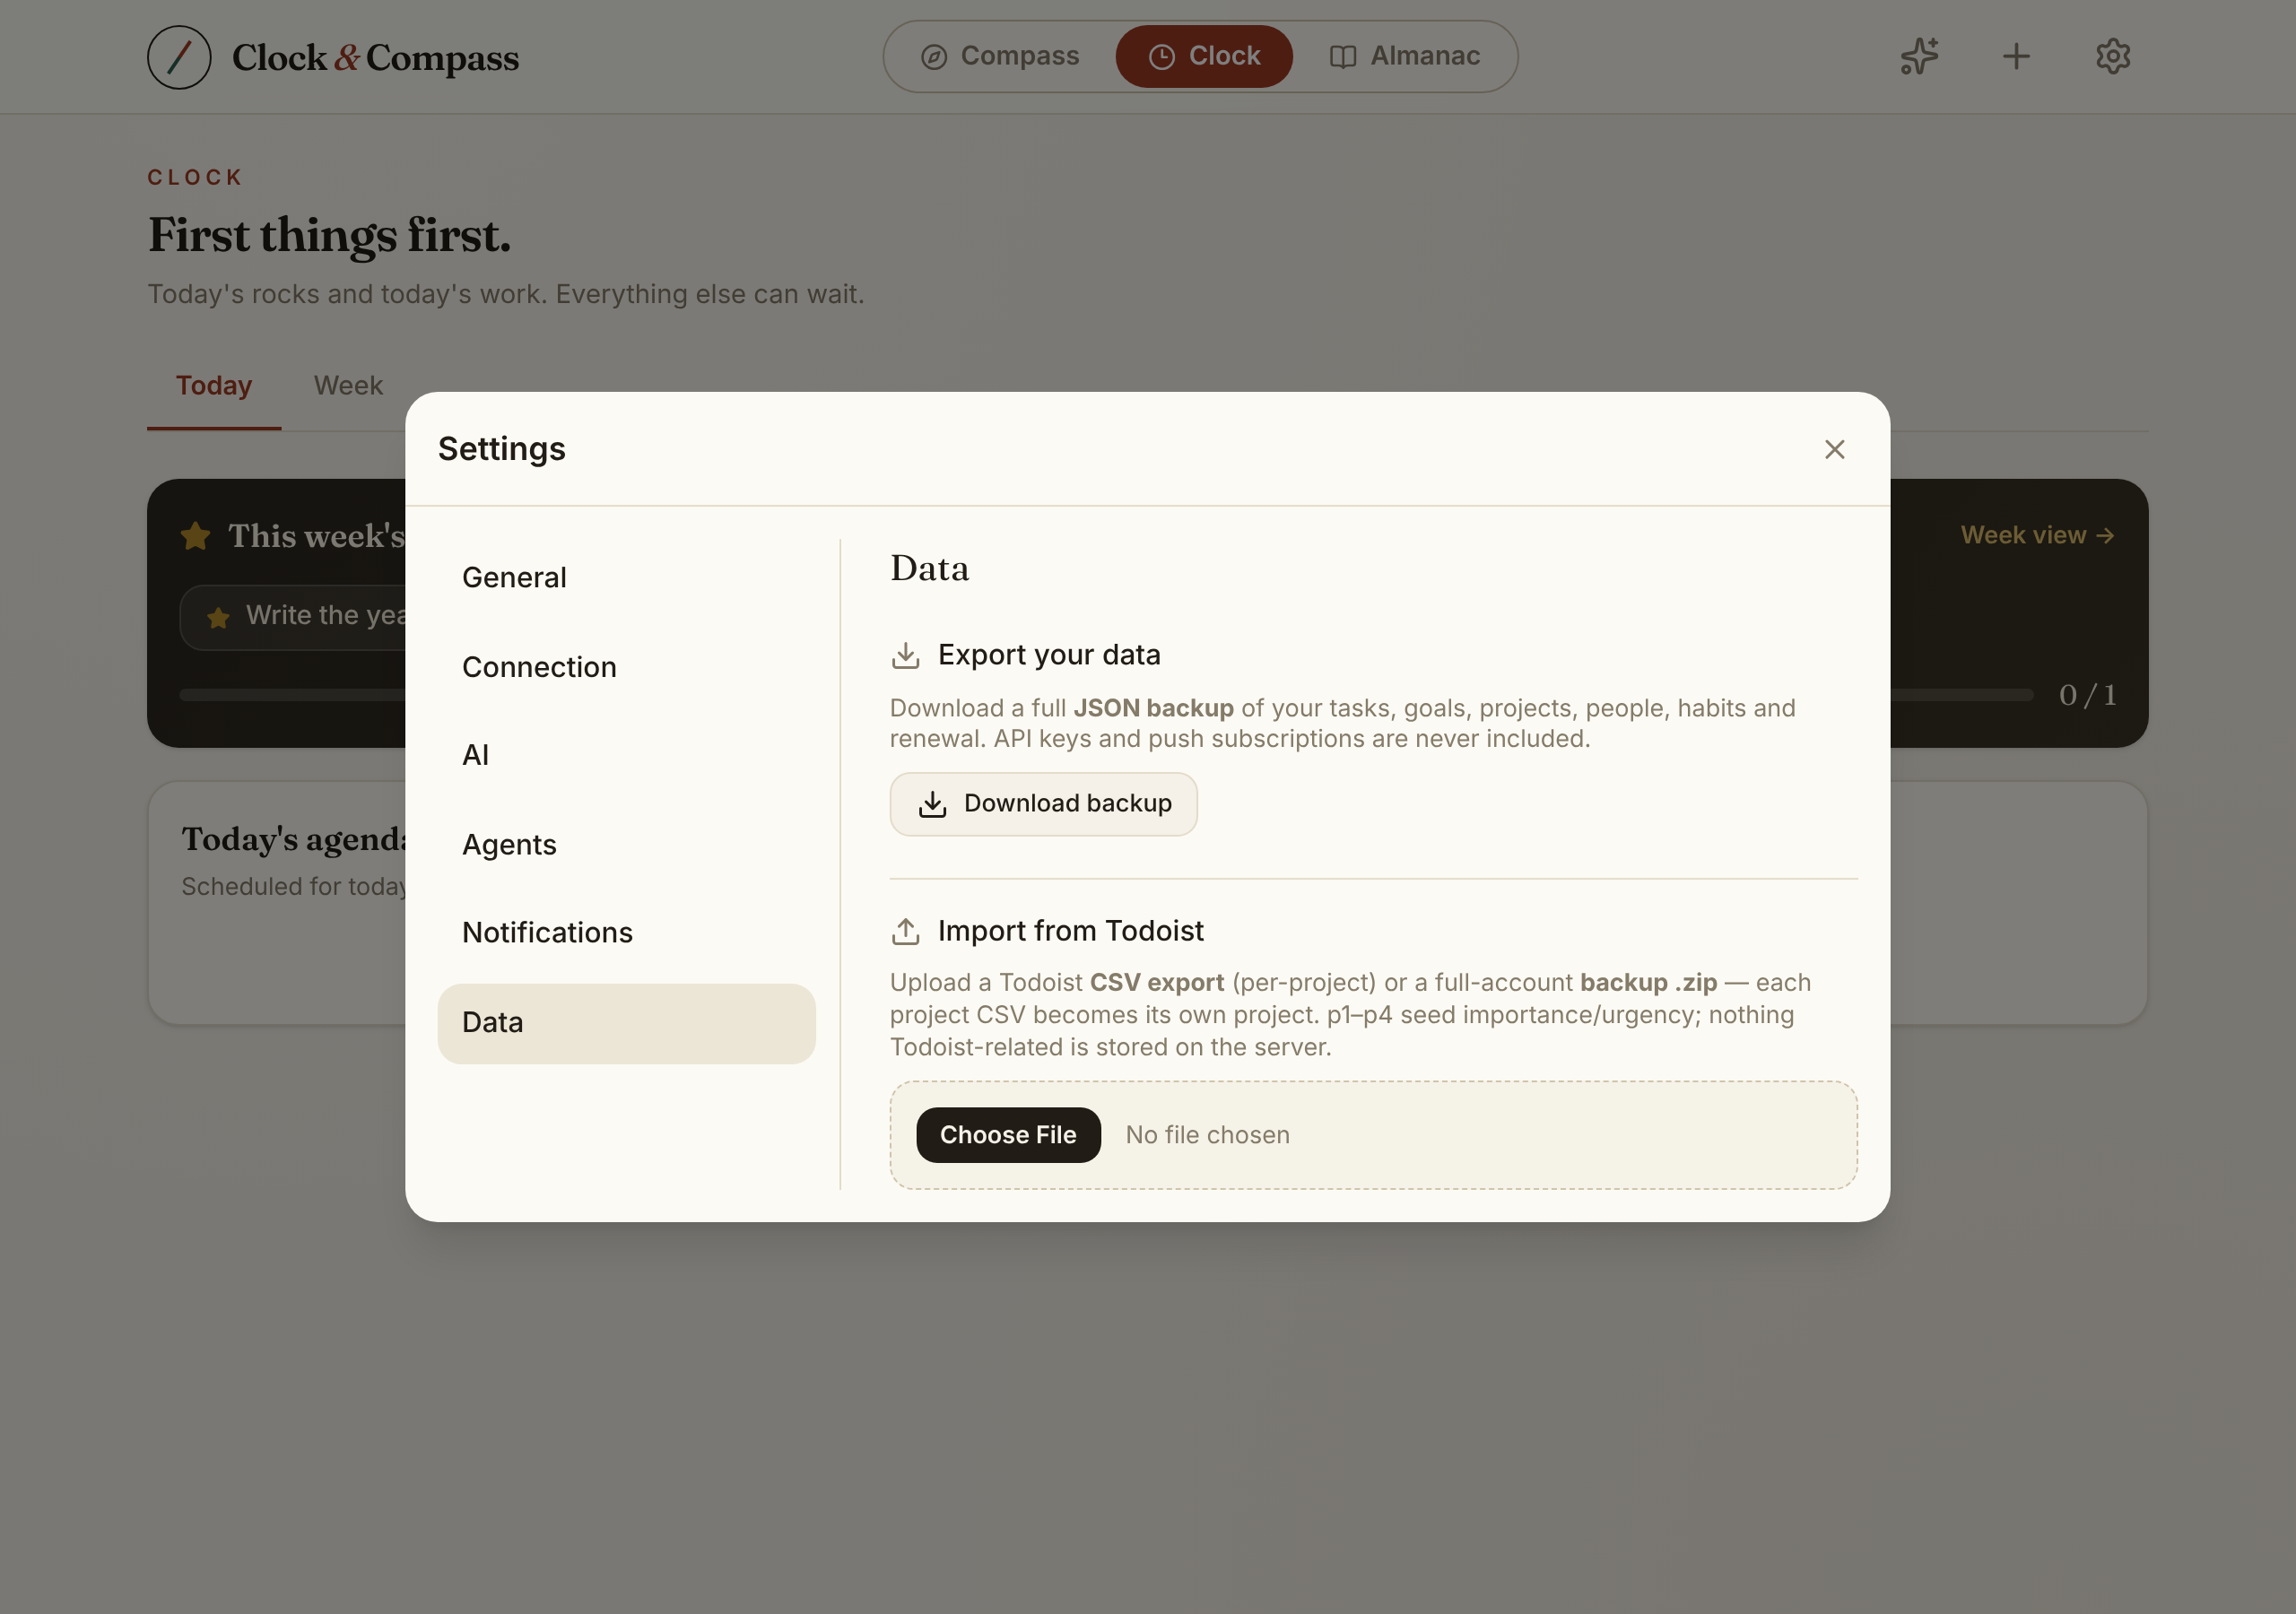 Clock & Compass
Compass
Clock
Almanac
CLOCK
First things first.
Today's rocks and today's work. Everything else can wait.
Today
Week
This week's
Week view →
Write the yea
0 / 1
Today's agenda
Scheduled for today
Settings
General
Connection
AI
Agents
Notifications
Data
Data
Export your data
Download a full JSON backup of your tasks, goals, projects, people, habits and
renewal. API keys and push subscriptions are never included.
Download backup
Import from Todoist
Upload a Todoist CSV export (per-project) or a full-account backup .zip — each
project CSV becomes its own project. p1–p4 seed importance/urgency; nothing
Todoist-related is stored on the server.
Choose File
No file chosen